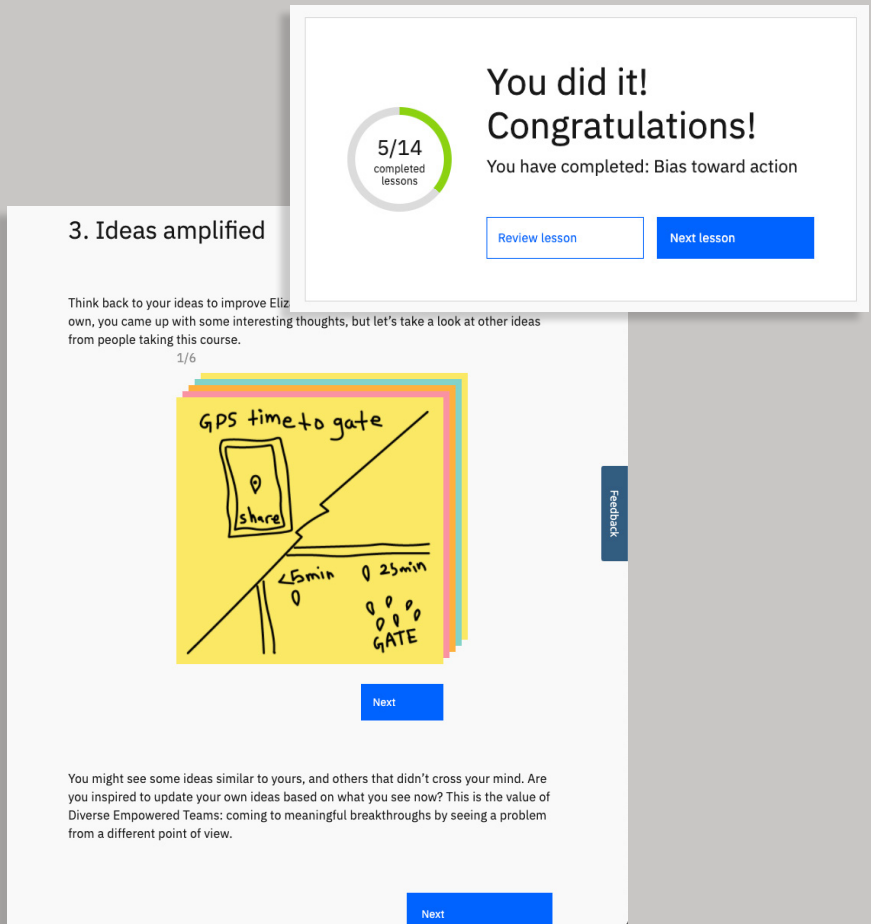 You did it!
Congratulations!
You have completed: Bias toward action
5/14
completed
lessons
Review lesson
Next lesson
3. Ideas amplified
Think back to your ideas to improve
own, you came up with some interesting thoughts, but let's take a look at other ideas
from people taking this course.
1/6
GPS time to gate
share
<5min
25min
GATE
Next
Feedback
You might see some ideas similar to yours, and others that didn't cross your mind. Are
you inspired to update your own ideas based on what you see now? This is the value of
Diverse Empowered Teams: coming to meaningful breakthroughs by seeing a problem
from a different point of view.
Next